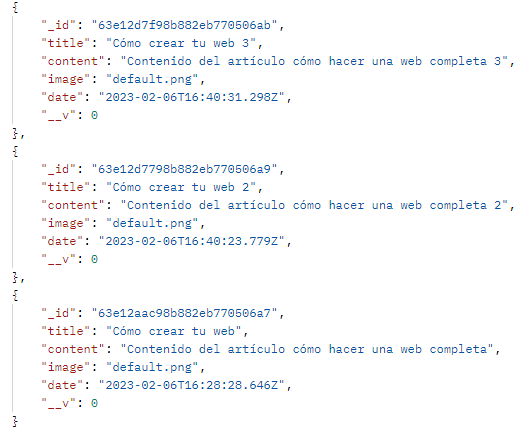 {
"_id": "63e12d7f98b882eb770506ab",
"title": "Cómo crear tu web 3",
"content": "Contenido del artículo cómo hacer una web completa 3",
"image": "default.png",
"date": "2023-02-06T16:40:31.298Z",
"__v": 0
},
{
"_id": "63e12d7798b882eb770506a9",
"title": "Cómo crear tu web 2",
"content": "Contenido del artículo cómo hacer una web completa 2",
"image": "default.png",
"date": "2023-02-06T16:40:23.779Z",
"__v": 0
},
{
"_id": "63e12aac98b882eb770506a7",
"title": "Cómo crear tu web",
"content": "Contenido del artículo cómo hacer una web completa",
"image": "default.png",
"date": "2023-02-06T16:28:28.646Z",
"__v": 0
}